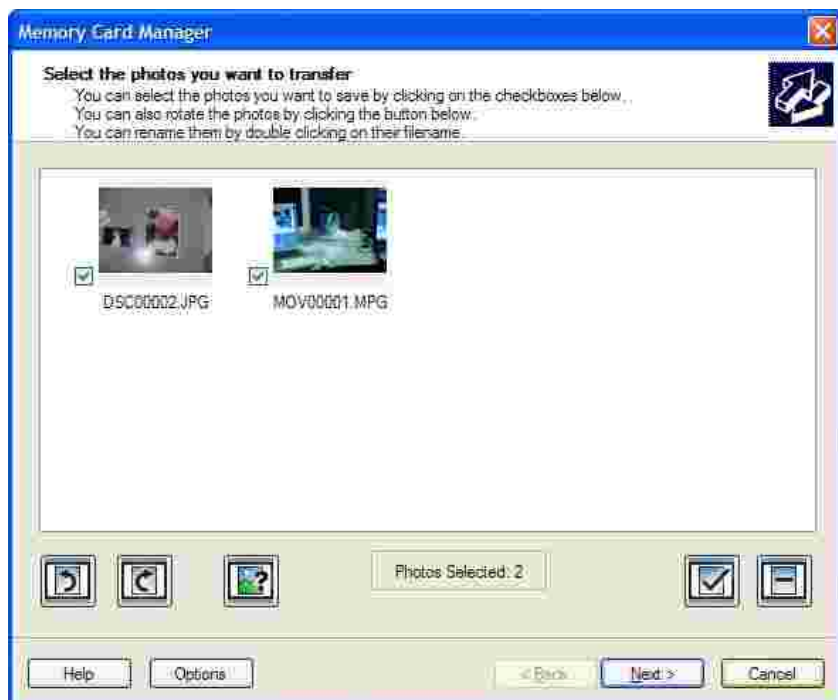 Memory Card Manager
Select the photos you want to transfer
You can select the photos you want to save by clicking on the checkboxes below.
You can also rotate the photos by clicking the button below.
You can rename them by double clicking on their filename.
DSC00002.JPG MOV00001.MPG
Photos Selected: 2
Help Options < Back Next > Cancel